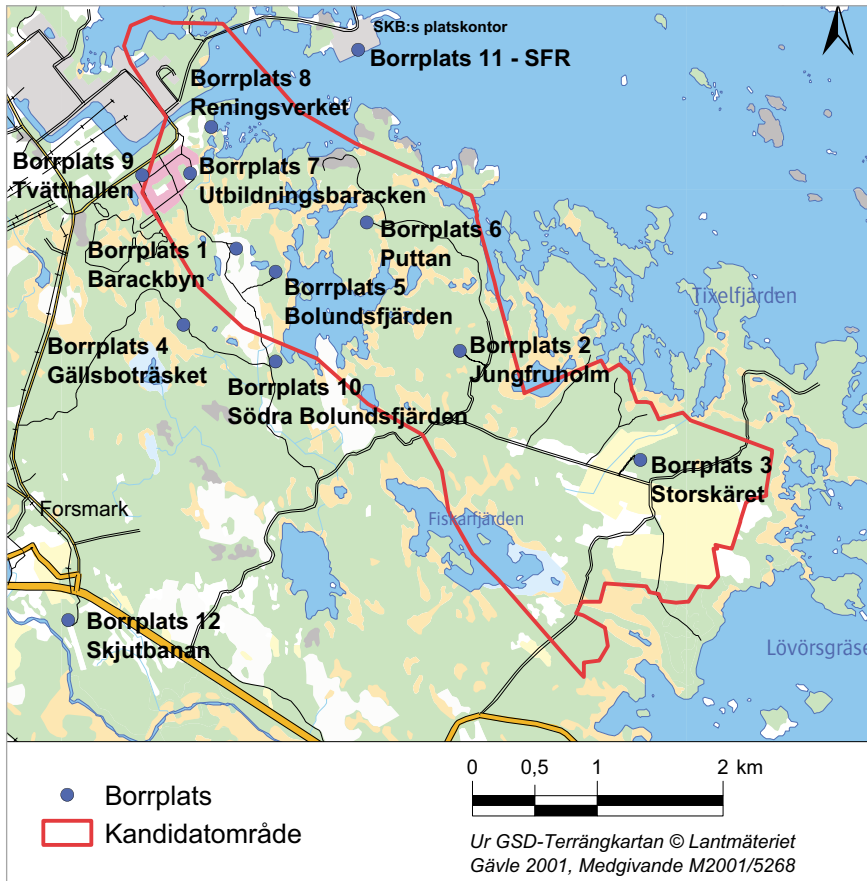 SKB:s platskontor
Borrplats 11 - SFR
Borrplats 8
Reningsverket
Borrplats 9
Tvätthallen
Borrplats 7
Utbildningsbaracken
Borrplats 6
Puttan
Borrplats 1
Barackbyn
Borrplats 5
Bolundsfjärden
Tixelfjärden
Borrplats 4
Gällsboträsket
Borrplats 2
Jungfruholm
Borrplats 10
Södra Bolundsfjärden
Borrplats 3
Storskäret
Forsmark
Fiskarfjärden
Borrplats 12
Skjutbanan
Lövörsgräse
Borrplats
Kandidatområde
0 0,5 1 2 km
Ur GSD-Terrängkartan © Lantmäteriet
Gävle 2001, Medgivande M2001/5268